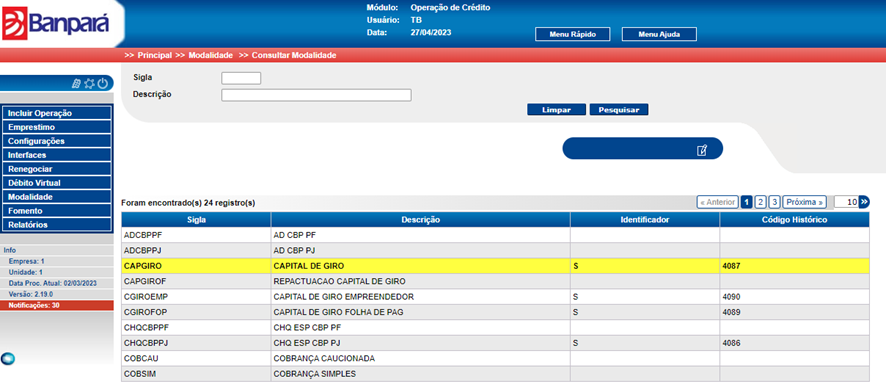 Banpará
Módulo: Operação de Crédito
Usuário: TB
Data: 27/04/2023
Menu Rápido Menu Ajuda
>> Principal >> Modalidade >> Consultar Modalidade
Sigla
Descrição
Limpar Pesquisar
Incluir Operação
Emprestimo
Configurações
Interfaces
Renegociar
Débito Virtual
Modalidade
Fomento
Relatórios
Info
Empresa: 1
Unidade: 1
Data Proc. Atual: 02/03/2023
Versão: 2.19.0
Notificações: 30
Foram encontrado(s) 24 registro(s)
« Anterior 1 2 3 Próxima » 10
Sigla Descrição Identificador Código Histórico
ADCBPPF AD CBP PF
ADCBPPJ AD CBP PJ
CAPGIRO CAPITAL DE GIRO S 4087
CAPGIROF REPACTUACAO CAPITAL DE GIRO
CGIROEMP CAPITAL DE GIRO EMPREENDEDOR S 4090
CGIROFOP CAPITAL DE GIRO FOLHA DE PAG S 4089
CHQCBPPF CHQ ESP CBP PF
CHQCBPPJ CHQ ESP CBP PJ S 4086
COBCAU COBRANÇA CAUCIONADA
COBSIM COBRANÇA SIMPLES